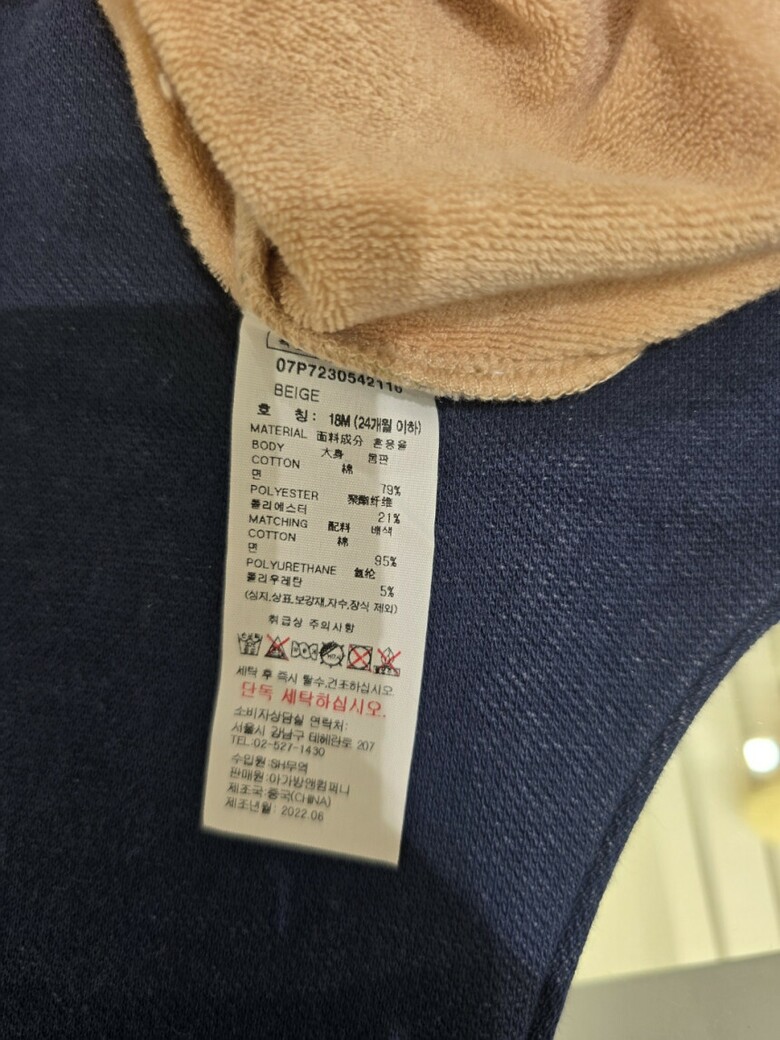 07P7230542116
BEIGE
호 칭: 18M (24개월 이하)
MATERIAL 面料成分 혼용율
BODY 大身 몸판
COTTON 棉
면 79%
POLYESTER 聚酯纤维
폴리에스터 21%
MATCHING 配料 배색
COTTON 棉
면 95%
POLYURETHANE 氨纶
폴리우레탄 5%
(심지,상표,보강재,자수,장식 제외)
취급상 주의사항
세탁 후 즉시 탈수,건조하십시오
단독 세탁하십시오.
소비자상담실 연락처:
서울시 강남구 테헤란로 207
TEL:02-527-1430
수입원:SH무역
판매원:아가방앤컴퍼니
제조국:중국(CHINA)
제조년월: 2022.06